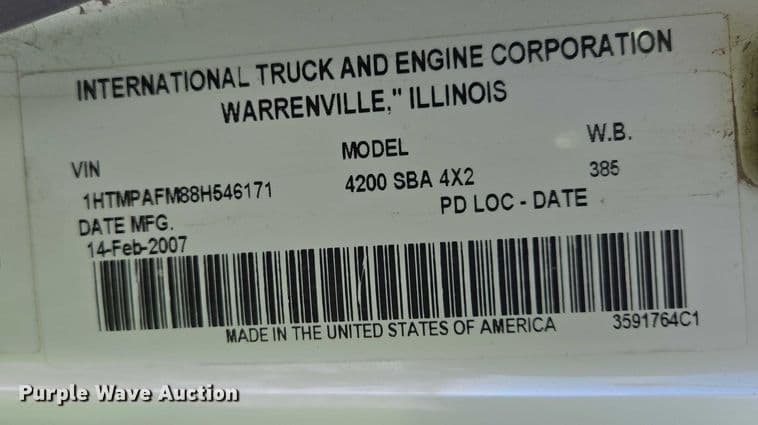 INTERNATIONAL TRUCK AND ENGINE CORPORATION
WARRENVILLE," ILLINOIS
VIN MODEL W.B.
1HTMPAFM88H546171 4200 SBA 4X2 385
DATE MFG. PD LOC - DATE
14-Feb-2007
MADE IN THE UNITED STATES OF AMERICA 3591764C1
Purple Wave Auction